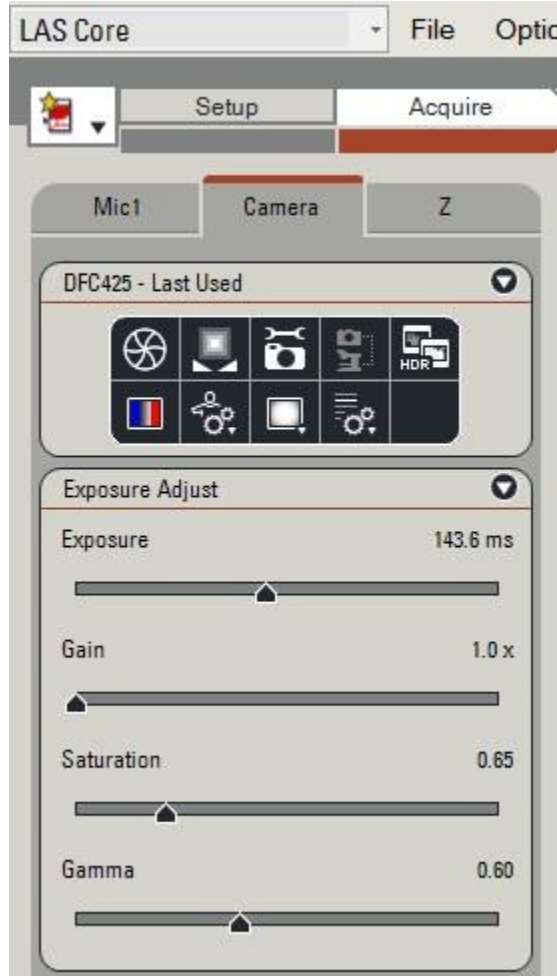 LAS Core File Optic
Setup Acquire
Mic1 Camera Z
DFC425 - Last Used
HDR
Exposure Adjust
Exposure 143.6 ms
Gain 1.0 x
Saturation 0.65
Gamma 0.60